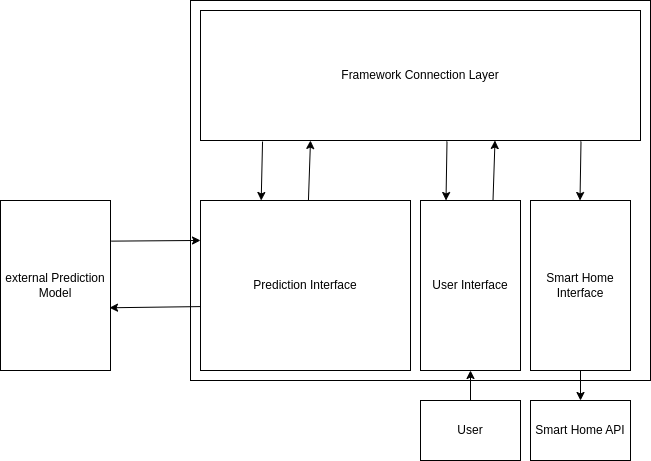 Framework Connection Layer
external Prediction
Model
Prediction Interface
User Interface
Smart Home
Interface
User
Smart Home API